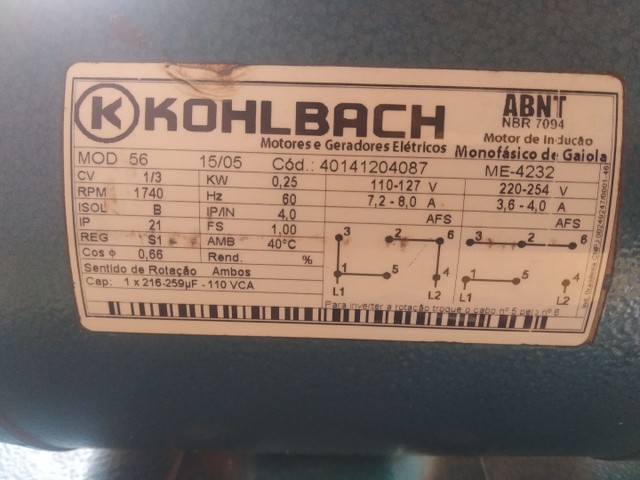 K KOHLBACH
ABNT
NBR 7094
Motores e Geradores Elétricos
Motor de Indução
Monofásico de Gaiola
MOD 56 15/05 Cód.: 40141204087 ME-4232
CV 1/3 KW 0,25 110-127 V 220-254 V
RPM 1740 Hz 60 7,2-8,0 A 3,6-4,0 A
ISOL B IP/IN 4,0 AFS AFS
IP 21 FS 1,00
REG S1 AMB 40°C
Cos φ 0,66 Rend. %
3 2 6 3 2 6
1 5 4 1 5 4
L1 L2 L1 L2
Sentido de Rotação Ambos
Cap: 1 x 216-259µF - 110 VCA
Para inverter a rotação troque o cabo nº 5 pelo nº 6